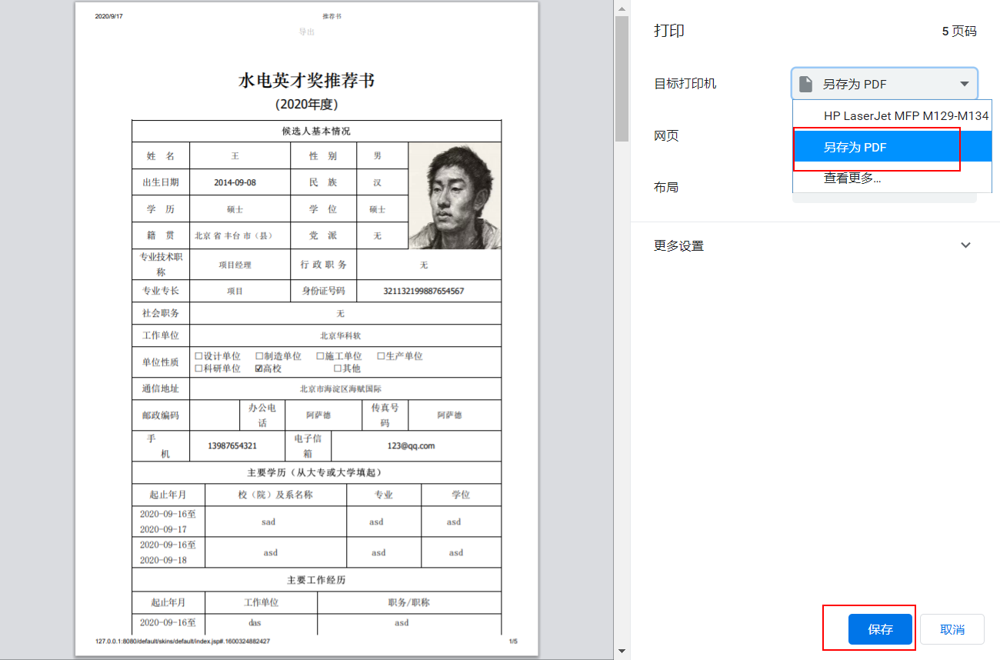 2020/9/17 推荐书
导出
水电英才奖推荐书
(2020年度)
候选人基本情况
姓 名 王 性 别 男
出生日期 2014-09-08 民 族 汉
学 历 硕士 学 位 硕士
籍 贯 北京 省 丰台 市（县） 党 派 无
专业技术职
称 项目经理 行 政 职 务 无
专业专长 项目 身份证号码 321132199887654567
社会职务 无
工作单位 北京华科软
单位性质 ☐设计单位 ☐制造单位 ☐施工单位 ☐生产单位
☐科研单位 ☑高校 ☐其他
通信地址 北京市海淀区海赋国际
邮政编码 办公电
话 阿萨德 传真号
码 阿萨德
手
机 13987654321 电子信
箱 123@qq.com
主要学历（从大专或大学填起）
起止年月 校（院）及系名称 专业 学位
2020-09-16至
2020-09-17 sad asd asd
2020-09-16至
2020-09-18 asd asd asd
主要工作经历
起止年月 工作单位 职务/职称
2020-09-16至 das asd
127.0.0.1:8080/default/skins/default/index.jsp#.1600324882427 1/5
打印 5 页码
目标打印机 另存为 PDF
HP LaserJet MFP M129-M134
网页
另存为 PDF
查看更多...
布局
更多设置
保存 取消